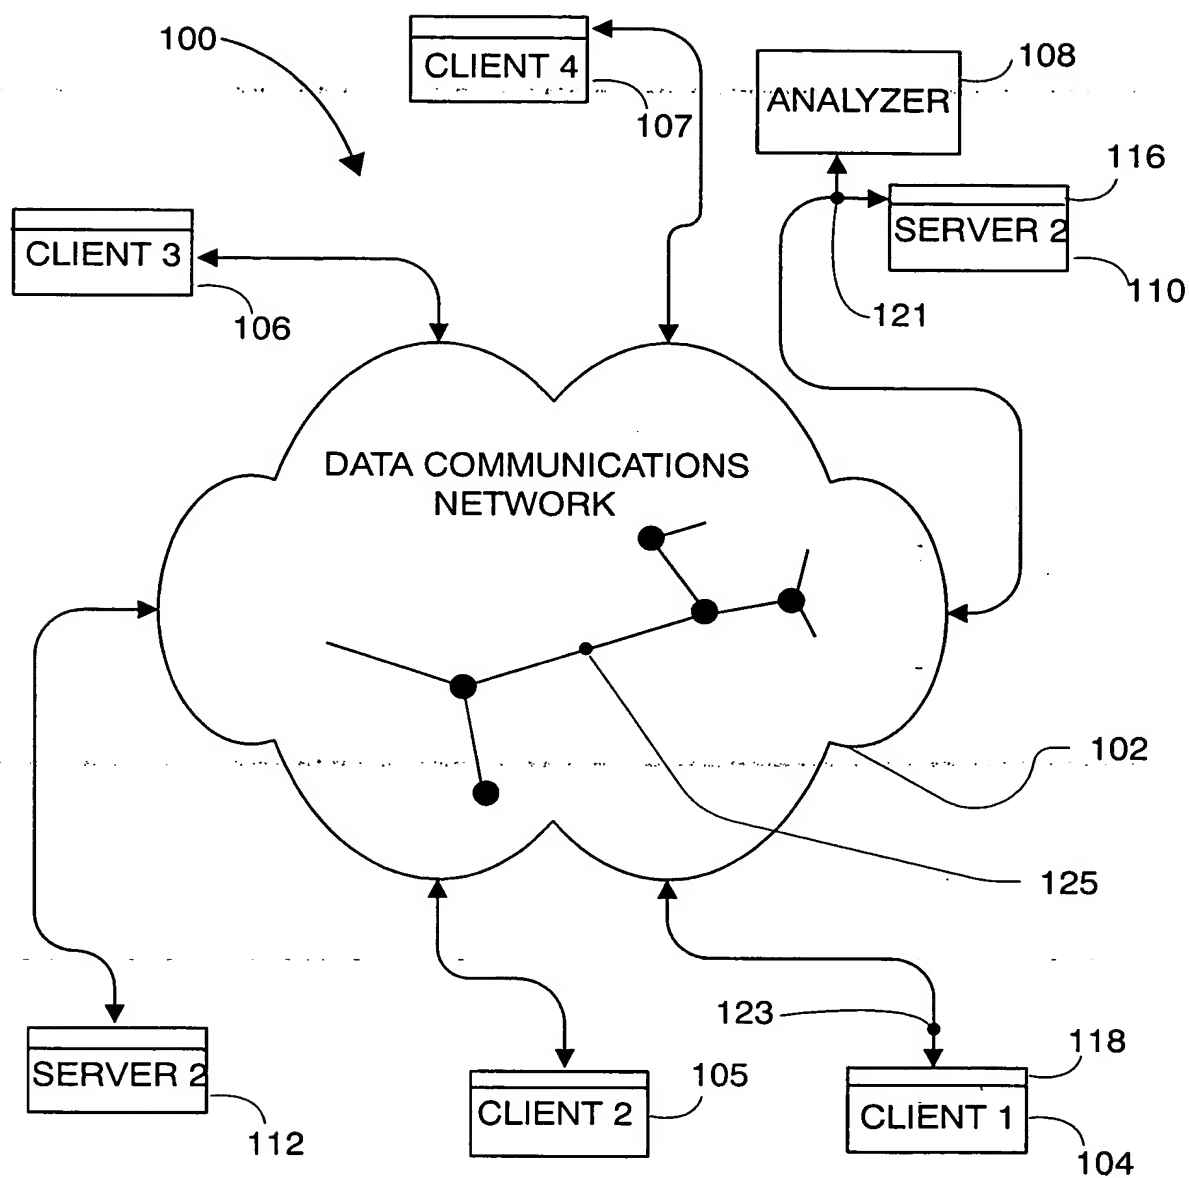 100
CLIENT 4
107
108
ANALYZER
116
SERVER 2
110
121
CLIENT 3
106
DATA COMMUNICATIONS
NETWORK
102
125
123
118
SERVER 2
112
105
CLIENT 2
CLIENT 1
104